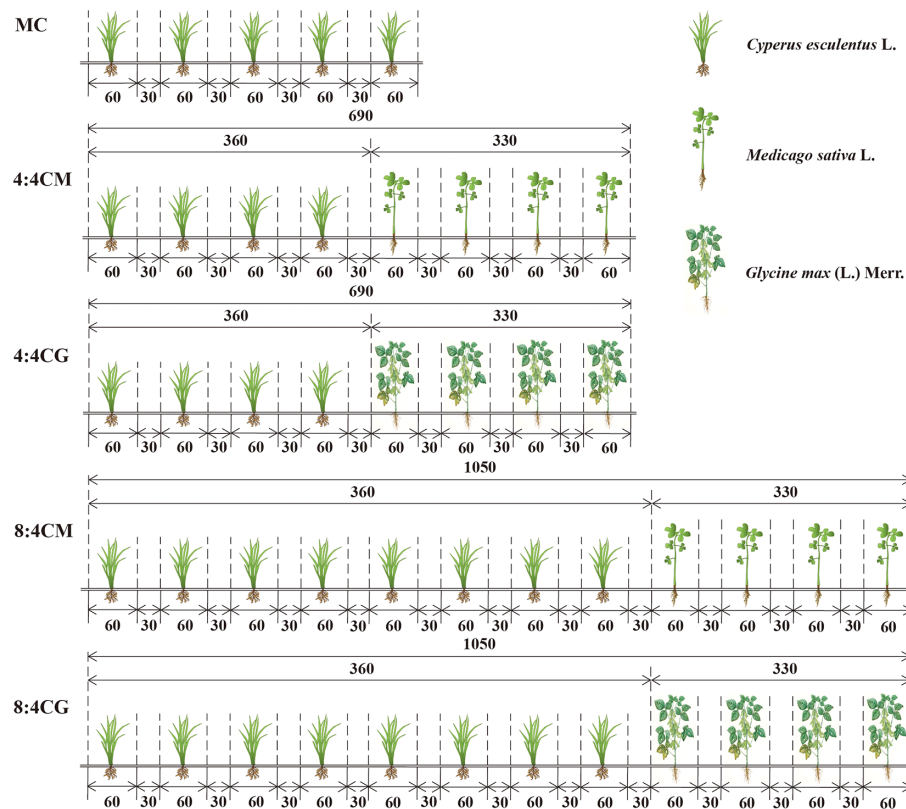 MC
60 30 60 30 60 30 60 30 60
Cyperus esculentus L.
Medicago sativa L.
Glycine max (L.) Merr.
690
360 330
4:4CM
60 30 60 30 60 30 60 30 60 30 60 30 60 30 60
690
360 330
4:4CG
60 30 60 30 60 30 60 30 60 30 60 30 60 30 60
1050
360 330
8:4CM
60 30 60 30 60 30 60 30 60 30 60 30 60 30 60 30 60 30 60 30 60 30 60
1050
360 330
8:4CG
60 30 60 30 60 30 60 30 60 30 60 30 60 30 60 30 60 30 60 30 60 30 60